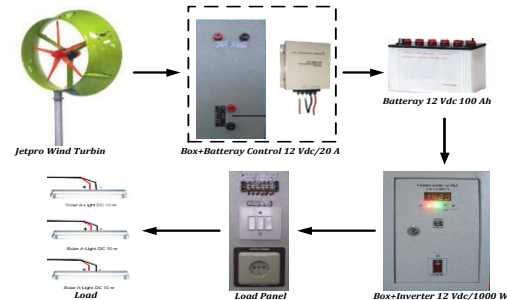 Jetpro Wind Turbin
Box+Batteray Control 12 Vdc/20 A
Batteray 12 Vdc 100 Ah
Solar A-Light DC 10 w
Solar A-Light DC 10 w
Solar A-Light DC 10 w
Load
Load Panel
Box+Inverter 12 Vdc/1000 W